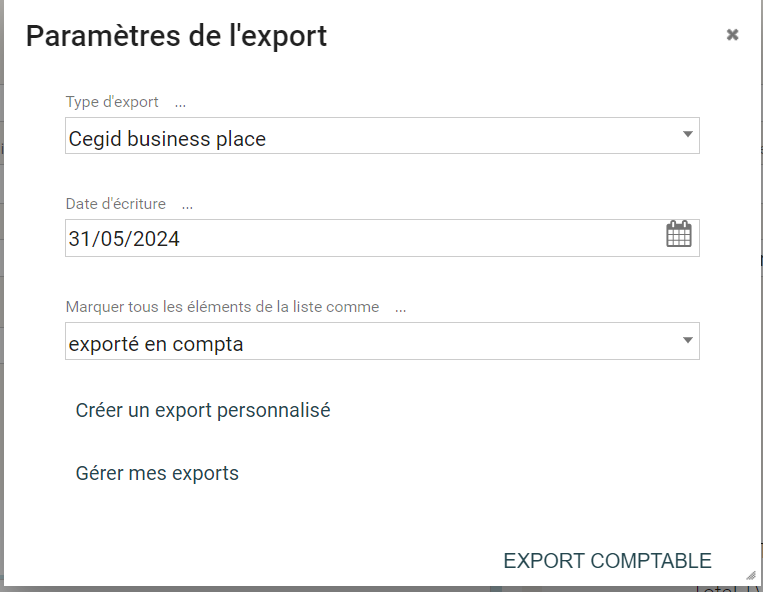 Paramètres de l'export
Type d'export ...
Cegid business place
Date d'écriture ...
31/05/2024
Marquer tous les éléments de la liste comme ...
exporté en compta
Créer un export personnalisé
Gérer mes exports
EXPORT COMPTABLE